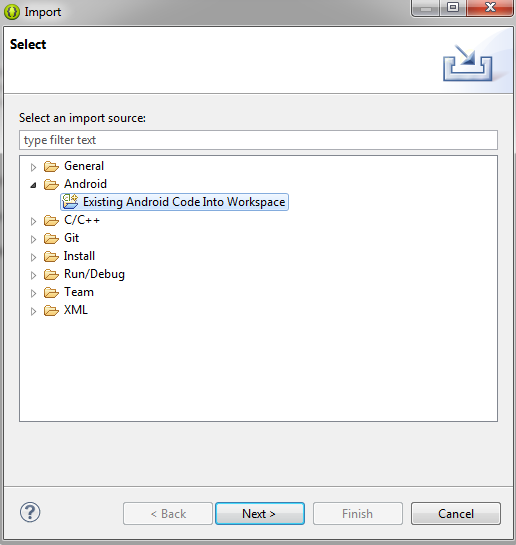 Import
Select
Select an import source:
type filter text
General
Android
Existing Android Code Into Workspace
C/C++
Git
Install
Run/Debug
Team
XML
? < Back Next > Finish Cancel